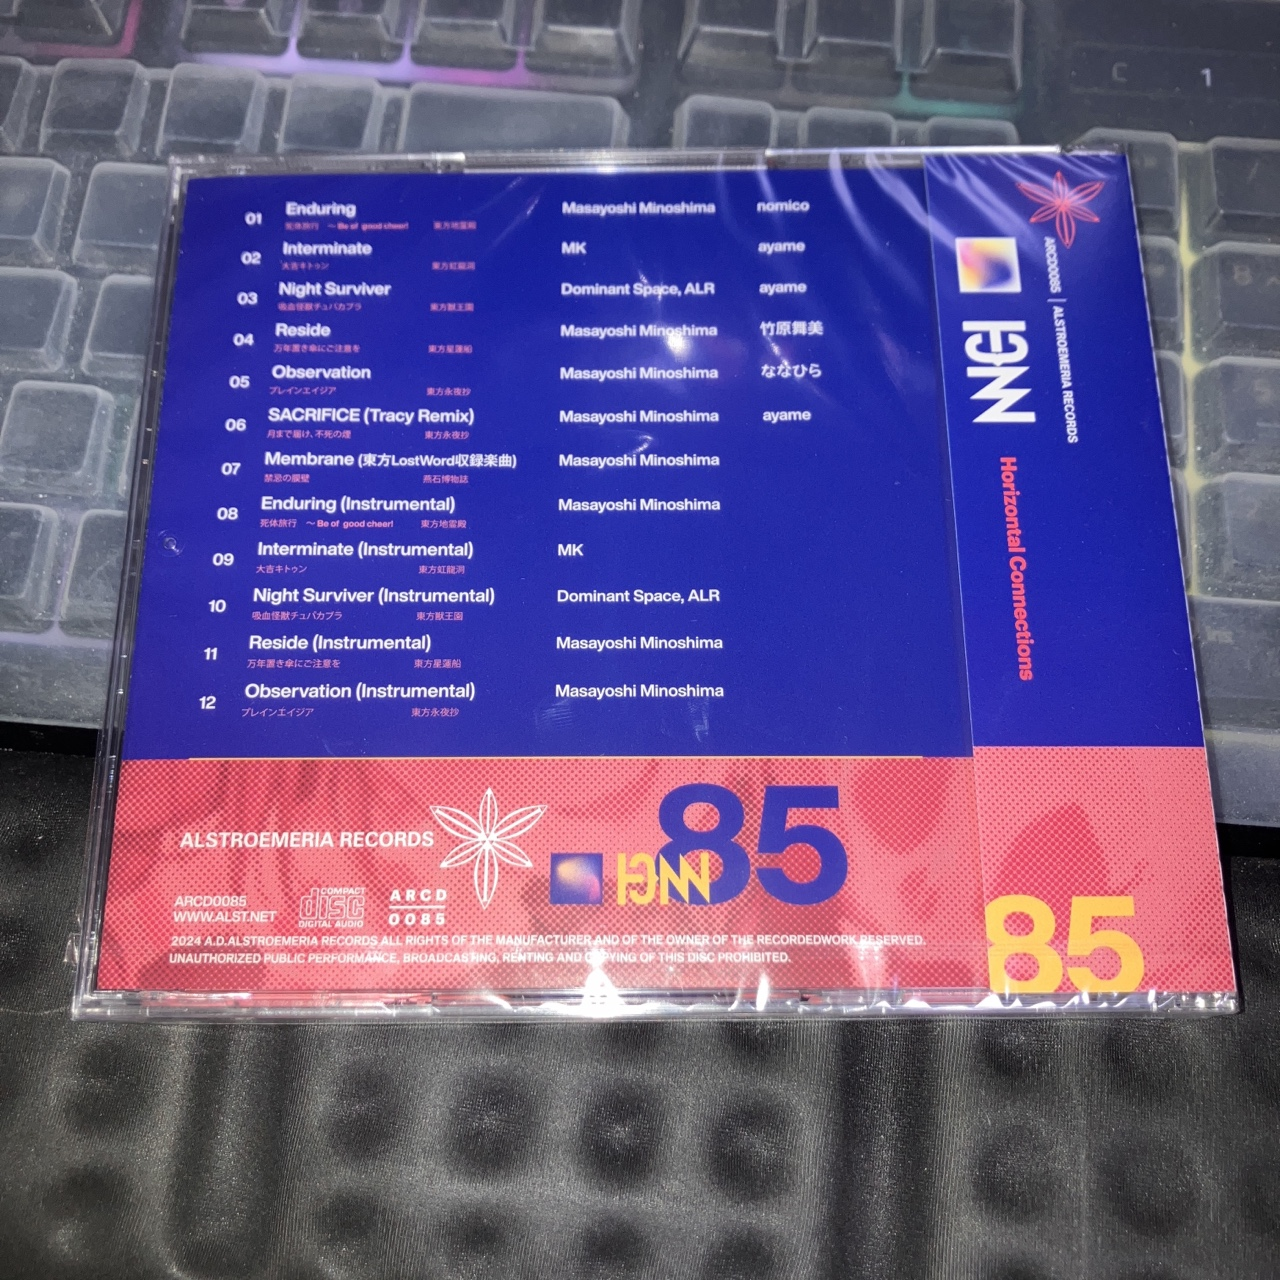 01 Enduring Masayoshi Minoshima nomico
死体旅行 ～Be of good cheer! 東方地霊殿
02 Interminate MK ayame
大吉キトゥン 東方虹龍洞
03 Night Surviver Dominant Space, ALR ayame
吸血怪獣チュパカブラ 東方獣王園
04 Reside Masayoshi Minoshima 竹原舞美
万年置き傘にご注意を 東方星蓮船
05 Observation Masayoshi Minoshima ななひら
プレインエイジア 東方永夜抄
06 SACRIFICE (Tracy Remix) Masayoshi Minoshima ayame
月まで届け、不死の煙 東方永夜抄
07 Membrane (東方LostWord収録楽曲) Masayoshi Minoshima
禁忌の膜壁 燕石博物誌
08 Enduring (Instrumental) Masayoshi Minoshima
死体旅行 ～Be of good cheer! 東方地霊殿
09 Interminate (Instrumental) MK
大吉キトゥン 東方虹龍洞
10 Night Surviver (Instrumental) Dominant Space, ALR
吸血怪獣チュパカブラ 東方獣王園
11 Reside (Instrumental) Masayoshi Minoshima
万年置き傘にご注意を 東方星蓮船
12 Observation (Instrumental) Masayoshi Minoshima
プレインエイジア 東方永夜抄
ALSTROEMERIA RECORDS
85
ARCD0085
WWW.ALST.NET
COMPACT
disc
DIGITAL AUDIO
ARCD
0085
2024 A.D.ALSTROEMERIA RECORDS ALL RIGHTS OF THE MANUFACTURER AND OF THE OWNER OF THE RECORDEDWORK RESERVED.
UNAUTHORIZED PUBLIC PERFORMANCE, BROADCASTING, RENTING AND COPYING OF THIS DISC PROHIBITED.
ARCD0085 | ALSTROEMERIA RECORDS
Horizontal Connections
85
C
1